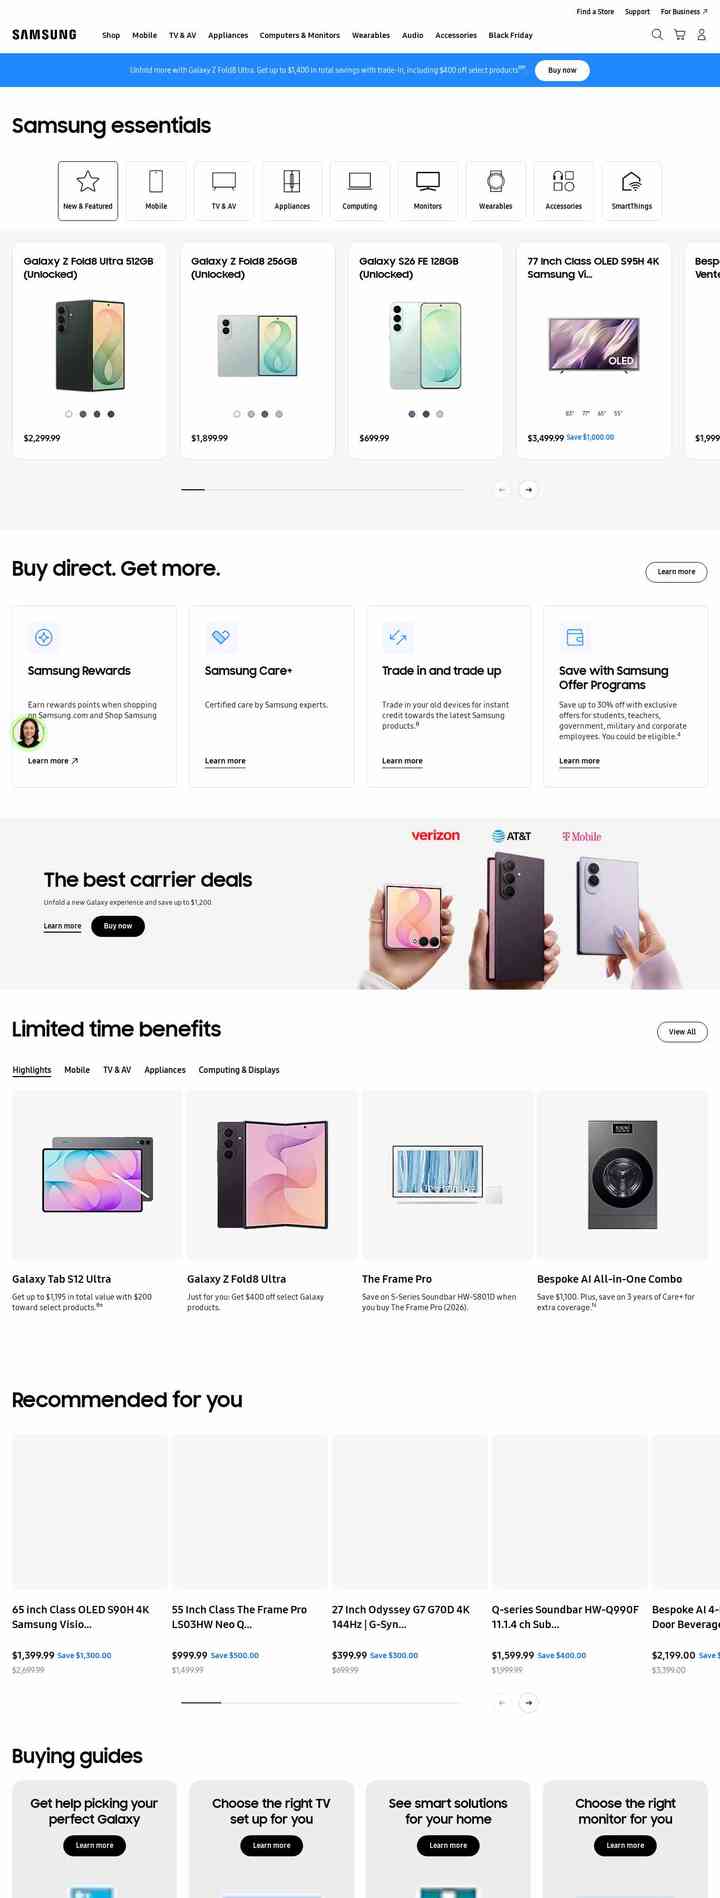 Find a Store Support For Business
SAMSUNG Shop Mobile TV & AV Appliances Computers & Monitors Wearables Audio Accessories Black Friday
Unfold more with Galaxy Z Fold8 Ultra. Get up to $1,400 in total savings with trade-in, including $400 off select products
Buy now
Samsung essentials
New & Featured Mobile TV & AV Appliances Computing Monitors Wearables Accessories SmartThings
Galaxy Z Fold8 Ultra 512GB
(Unlocked)
$2,299.99
Galaxy Z Fold8 256GB
(Unlocked)
$1,899.99
Galaxy S26 FE 128GB
(Unlocked)
$699.99
77 Inch Class OLED S95H 4K
Samsung Vi...
OLED
83" 77" 65" 55"
$3,499.99 Save $1,000.00
Besp
Vente
$1,999
Buy direct. Get more.
Learn more
Samsung Rewards
Earn rewards points when shopping
on Samsung.com and Shop Samsung
Learn more
Samsung Care+
Certified care by Samsung experts.
Learn more
Trade in and trade up
Trade in your old devices for instant
credit towards the latest Samsung
products.θ
Learn more
Save with Samsung
Offer Programs
Save up to 30% off with exclusive
offers for students, teachers,
government, military and corporate
employees. You could be eligible.4
Learn more
verizon AT&T T Mobile
The best carrier deals
Unfold a new Galaxy experience and save up to $1,200.
Learn more Buy now
Limited time benefits
View All
Highlights Mobile TV & AV Appliances Computing & Displays
Galaxy Tab S12 Ultra
Get up to $1,195 in total value with $200
toward select products.
Galaxy Z Fold8 Ultra
Just for you: Get $400 off select Galaxy
products.
The Frame Pro
Save on S-Series Soundbar HW-S801D when
you buy The Frame Pro (2026).
Bespoke AI All-in-One Combo
Save $1,100. Plus, save on 3 years of Care+ for
extra coverage.
Recommended for you
65 Inch Class OLED S90H 4K
Samsung Visio...
$1,399.99 Save $1,300.00
$2,699.99
55 Inch Class The Frame Pro
LS03HW Neo Q...
$999.99 Save $500.00
$1,499.99
27 Inch Odyssey G7 G70D 4K
144Hz | G-Syn...
$399.99 Save $300.00
$699.99
Q-series Soundbar HW-Q990F
11.1.4 ch Sub...
$1,599.99 Save $400.00
$1,999.99
Bespoke AI 4-
Door Beverage
$2,199.00 Save $
$3,399.00
Buying guides
Get help picking your
perfect Galaxy
Learn more
Choose the right TV
set up for you
Learn more
See smart solutions
for your home
Learn more
Choose the right
monitor for you
Learn more